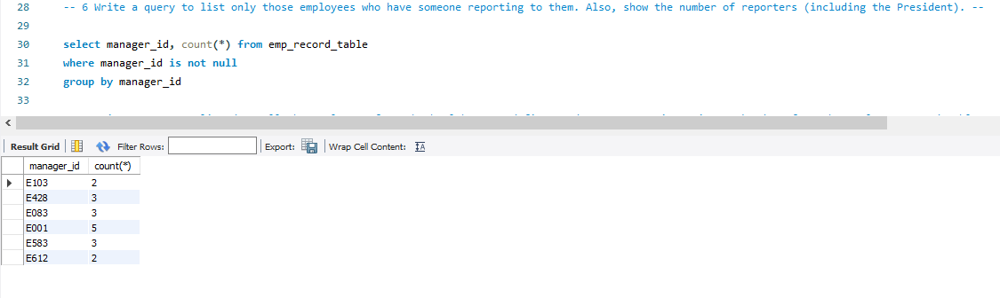 28 -- 6 Write a query to list only those employees who have someone reporting to them. Also, show the number of reporters (including the President). --
29
30 select manager_id, count(*) from emp_record_table
31 where manager_id is not null
32 group by manager_id
33
Result Grid Filter Rows: Export: Wrap Cell Content:
manager_id count(*)
E103 2
E428 3
E083 3
E001 5
E583 3
E612 2